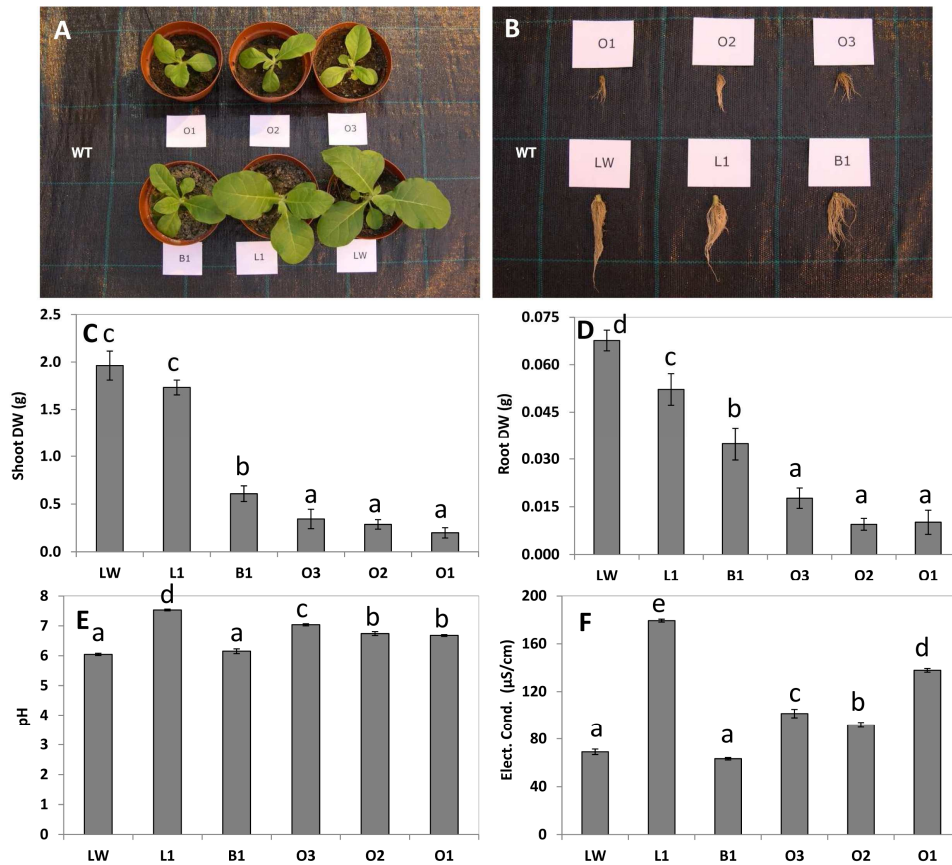 A
O1
O2
O3
WT
B1
L1
LW
B
O1
O2
O3
WT
LW
L1
B1
C
Shoot DW (g)
2.5
2.0
1.5
1.0
0.5
0.0
c
c
b
a
a
a
LW L1 B1 O3 O2 O1
D
Root DW (g)
0.075
0.060
0.045
0.030
0.015
0.000
d
c
b
a
a
a
LW L1 B1 O3 O2 O1
E
pH
8
7
6
5
4
3
2
1
0
a
d
a
c
b
b
LW L1 B1 O3 O2 O1
F
Elect. Cond. (µS/cm)
200
160
120
80
40
0
a
e
a
c
b
d
LW L1 B1 O3 O2 O1